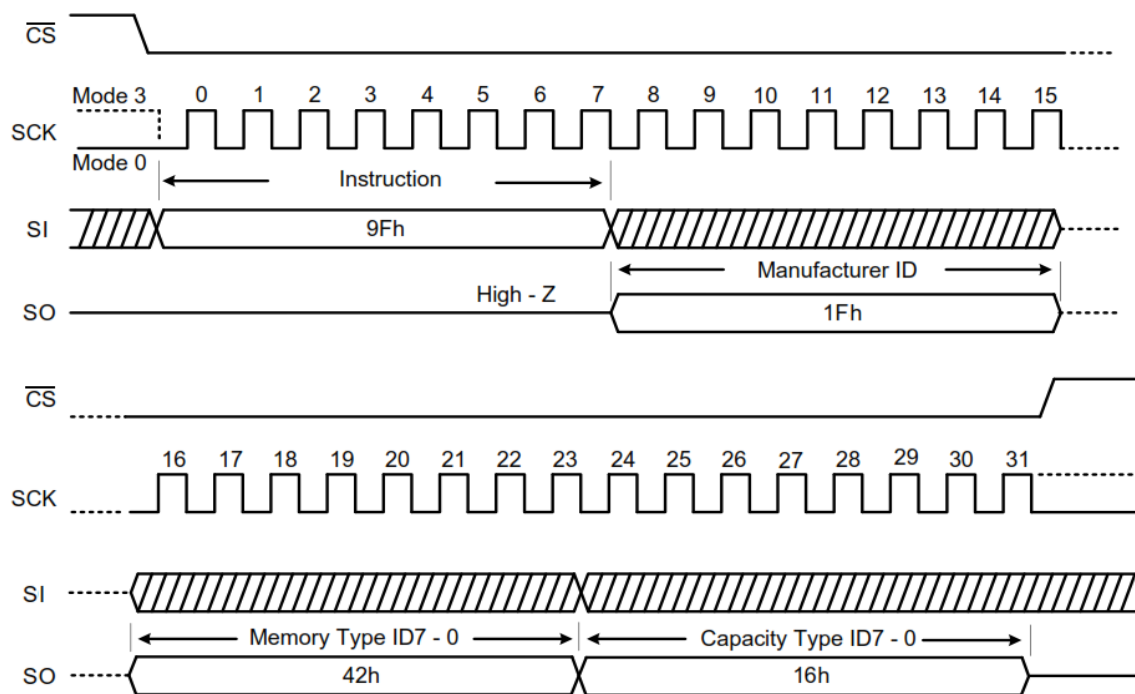 CS
Mode 3 0 1 2 3 4 5 6 7 8 9 10 11 12 13 14 15
SCK
Mode 0
Instruction
SI 9Fh
Manufacturer ID
High - Z
SO 1Fh
CS
16 17 18 19 20 21 22 23 24 25 26 27 28 29 30 31
SCK
SI
Memory Type ID7 - 0 Capacity Type ID7 - 0
SO 42h 16h